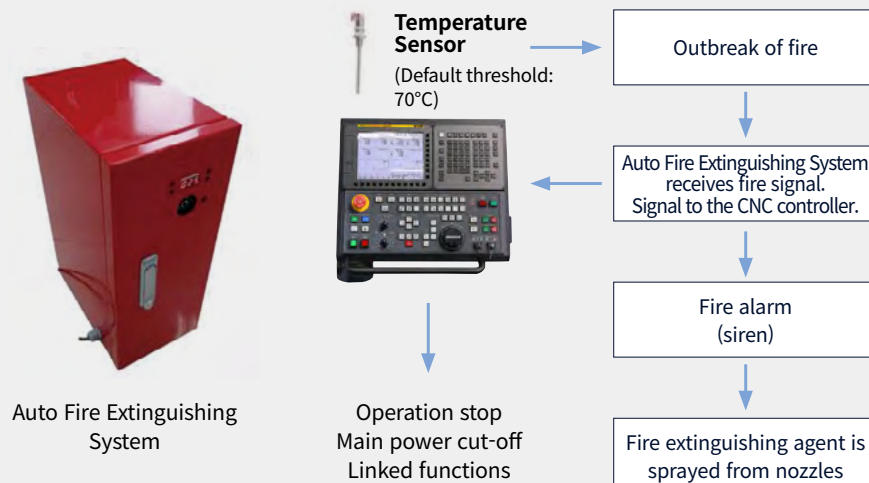 Temperature
Sensor
(Default threshold:
70°C)
Outbreak of fire
Auto Fire Extinguishing System
receives fire signal.
Signal to the CNC controller.
Fire alarm
(siren)
Auto Fire Extinguishing
System
Operation stop
Main power cut-off
Linked functions
Fire extinguishing agent is
sprayed from nozzles